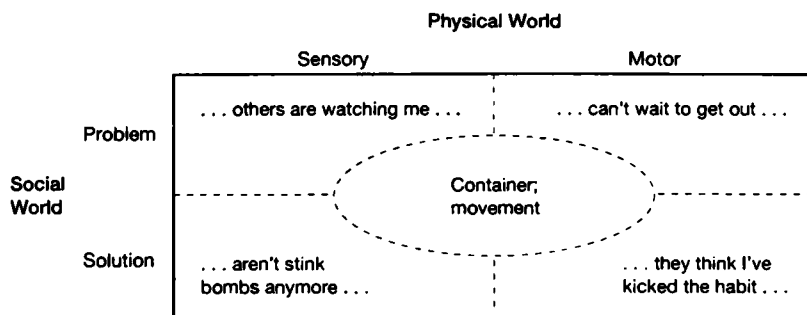 Physical World
Sensory Motor
. . . others are watching me . . . . . . can't wait to get out . . .
Problem
Social
World
Container;
movement
Solution
. . . aren't stink
bombs anymore . . .
. . . they think I've
kicked the habit . . .